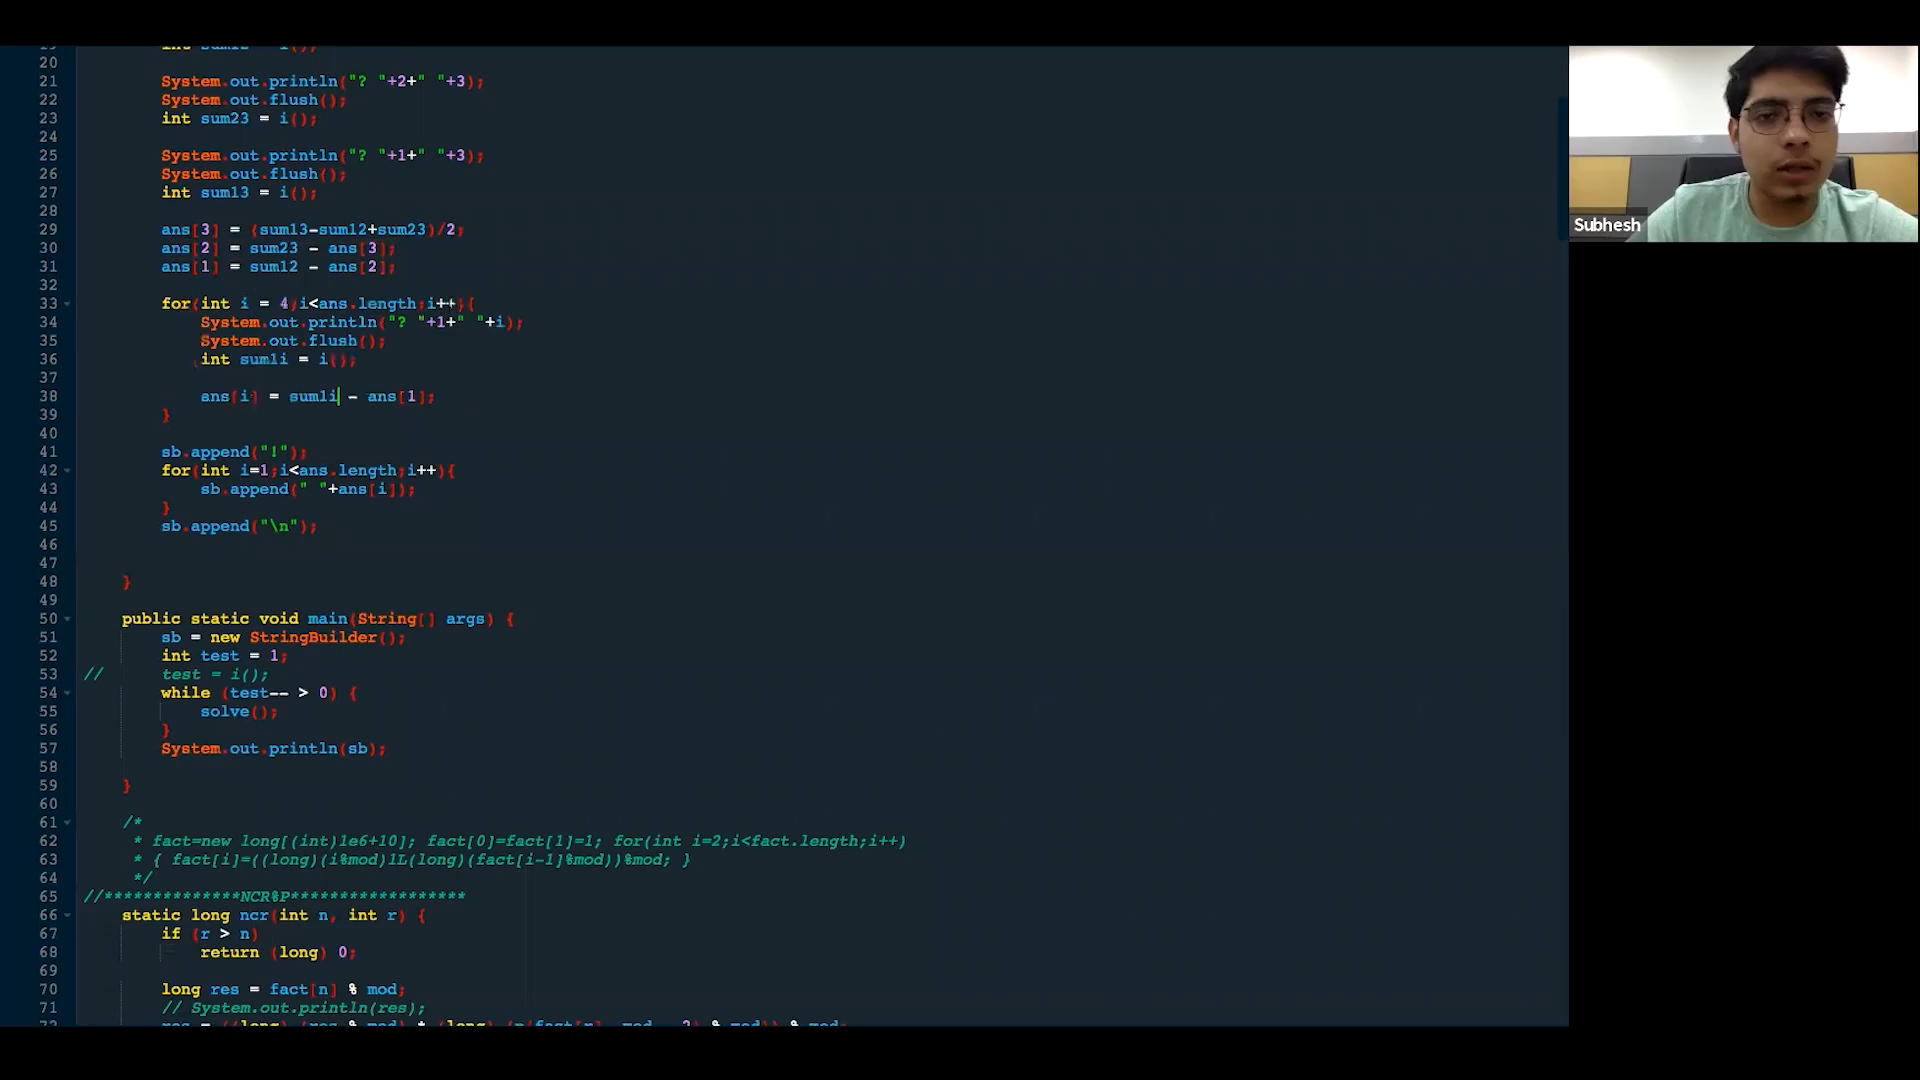 20
21 System.out.println("? "+2+" "+3);
22 System.out.flush();
23 int sum23 = i();
24
25 System.out.println("? "+1+" "+3);
26 System.out.flush();
27 int sum13 = i();
28
29 ans[3] = (sum13-sum12+sum23)/2;
30 ans[2] = sum23 - ans[3];
31 ans[1] = sum12 - ans[2];
32
33 for(int i = 4;i<ans.length;i++){
34 System.out.println("? "+1+" "+i);
35 System.out.flush();
36 int sum1i = i();
37
38 ans[i] = sum1i - ans[1];
39 }
40
41 sb.append("!");
42 for(int i=1;i<ans.length;i++){
43 sb.append(" "+ans[i]);
44 }
45 sb.append("\n");
46
47
48 }
49
50 public static void main(String[] args) {
51 sb = new StringBuilder();
52 int test = 1;
53 // test = i();
54 while (test-- > 0) {
55 solve();
56 }
57 System.out.println(sb);
58
59 }
60
61 /*
62 * fact=new long[(int)1e6+10]; fact[0]=fact[1]=1; for(int i=2;i<fact.length;i++)
63 * { fact[i]=((long)(i%mod)1L(long)(fact[i-1]%mod))%mod; }
64 */
65 //**************NCR%P******************
66 static long ncr(int n, int r) {
67 if (r > n)
68 return (long) 0;
69
70 long res = fact[n] % mod;
71 // System.out.println(res);
Subhesh